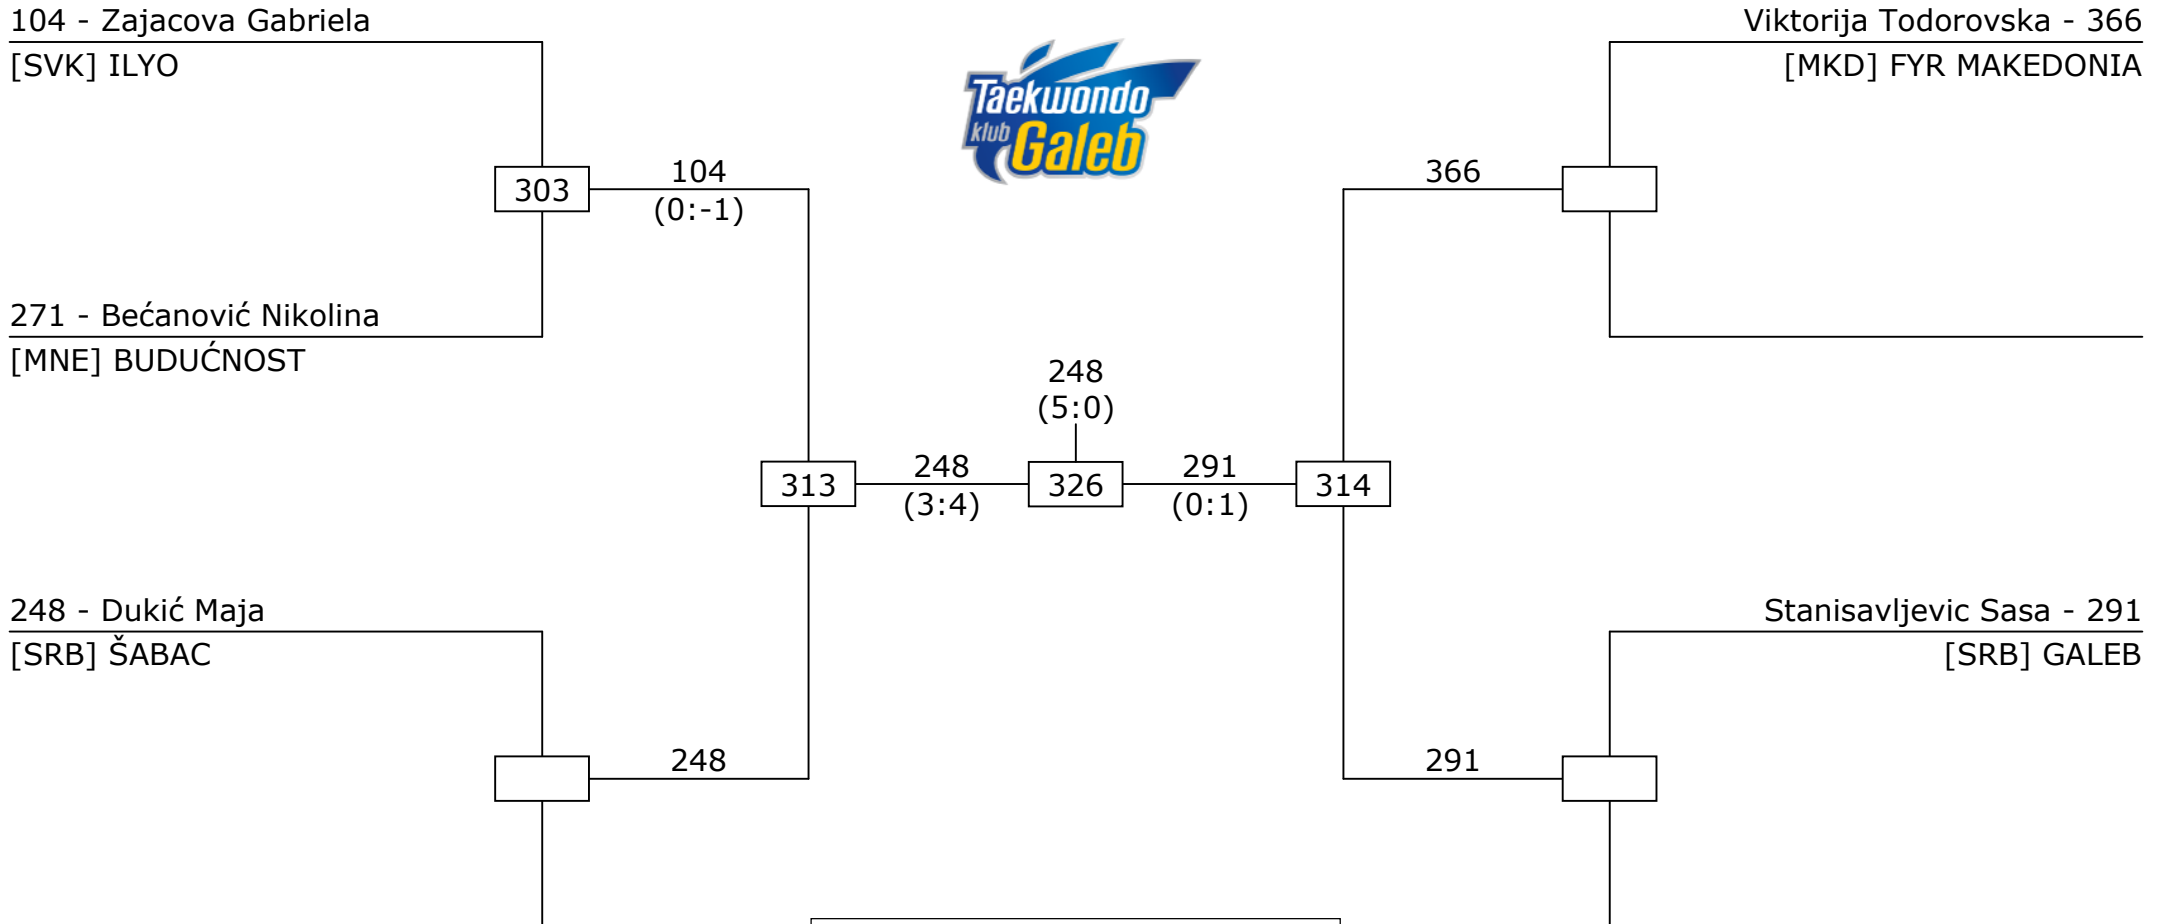 104 - Zajacova Gabriela
[SVK] ILYO
Viktorija Todorovska - 366
[MKD] FYR MAKEDONIA
Taekwondo
klub Galeb
303
104
(0:-1)
366
271 - Bećanović Nikolina
[MNE] BUDUĆNOST
248
(5:0)
313
248
(3:4)
326
291
(0:1)
314
248 - Dukić Maja
[SRB] ŠABAC
Stanisavljevic Sasa - 291
[SRB] GALEB
248
291